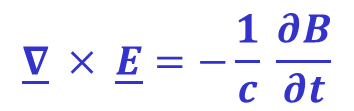 ∇ × E = − 1/c ∂B/∂t